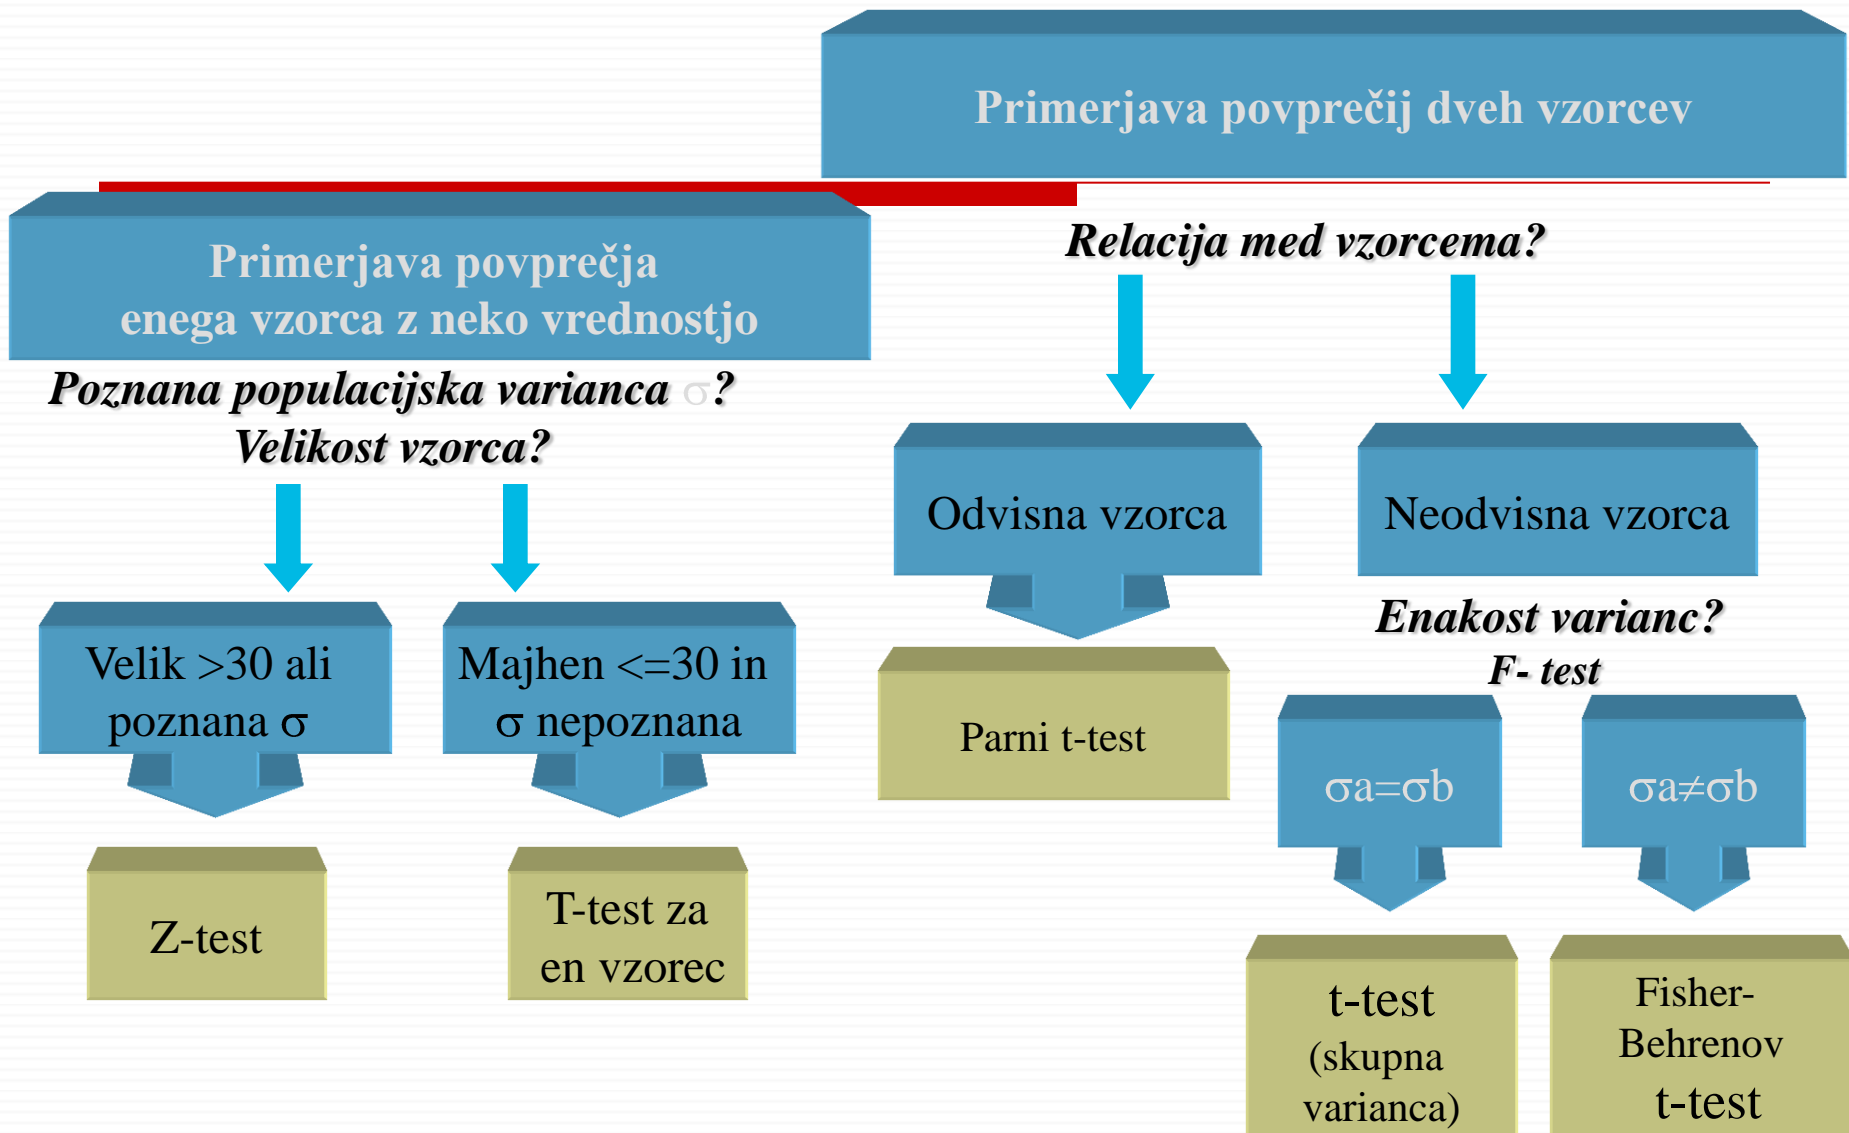 Primerjava povprečij dveh vzorcev
Primerjava povprečja
enega vzorca z neko vrednostjo
Poznana populacijska varianca σ?
Velikost vzorca?
Velik >30 ali
poznana σ
Majhen <=30 in
σ nepoznana
Z-test
T-test za
en vzorec
Relacija med vzorcema?
Odvisna vzorca
Neodvisna vzorca
Parni t-test
Enakost varianc?
F- test
σa=σb
σa≠σb
t-test
(skupna
varianca)
Fisher-
Behrenov
t-test